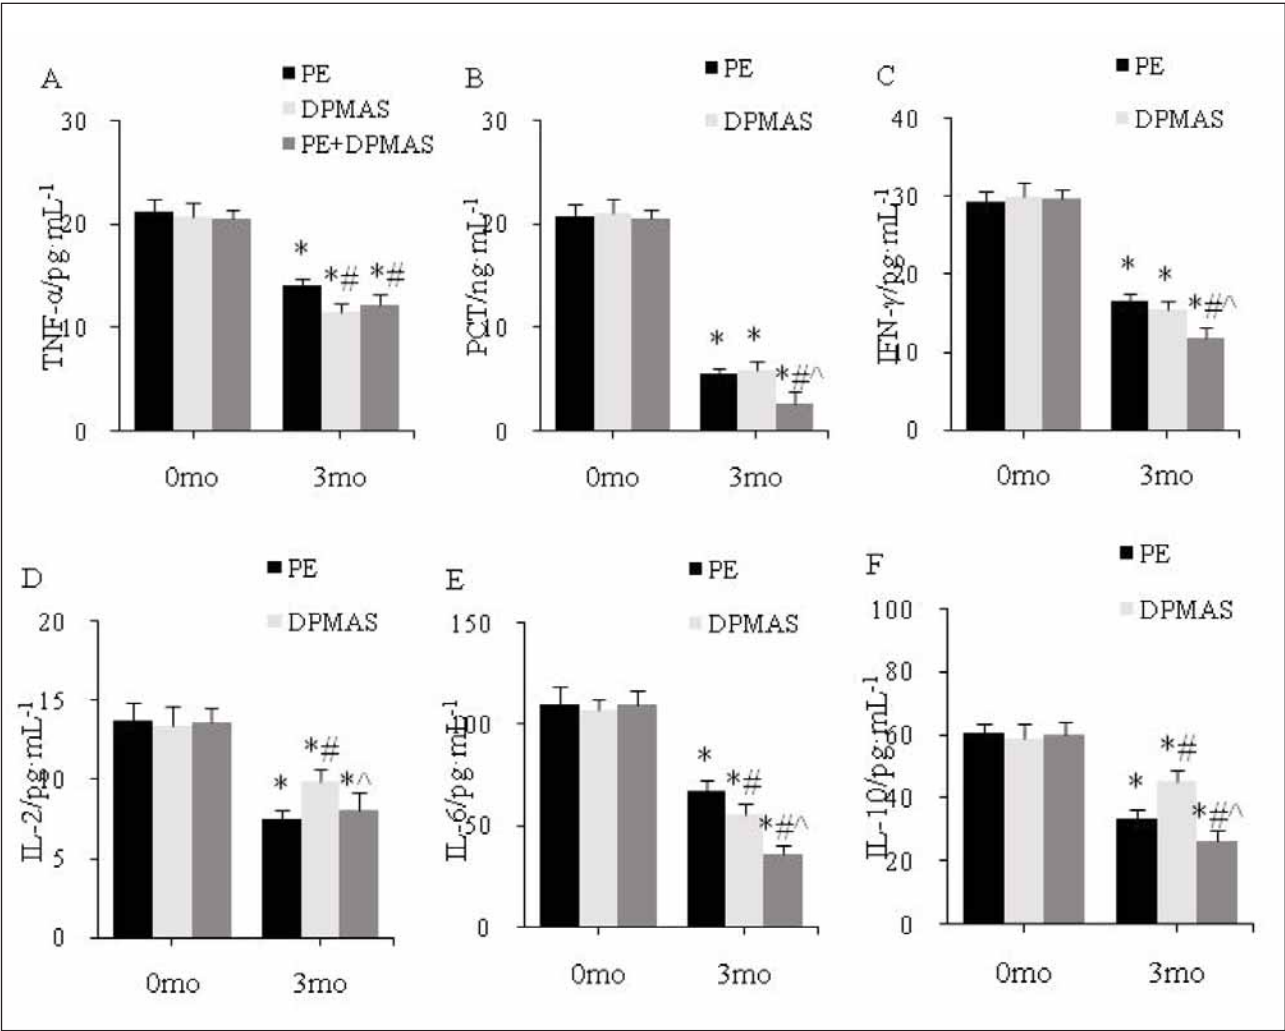 A
PE
DPMAS
PE+DPMAS
TNF-α/pg·mL-1
30
20
10
0
* *# *#
0mo 3mo
B
PE
DPMAS
PCT/ng·mL-1
30
20
10
0
* * *#^
0mo 3mo
C
PE
DPMAS
IFN-γ/pg·mL-1
40
30
20
10
0
* * *#^
0mo 3mo
D
PE
DPMAS
IL-2/pg·mL-1
20
15
10
5
0
* *# *^
0mo 3mo
E
PE
DPMAS
IL-6/pg·mL-1
150
100
50
0
* *# *#^
0mo 3mo
F
PE
DPMAS
IL-10/pg·mL-1
100
80
60
40
20
0
* *# *#^
0mo 3mo